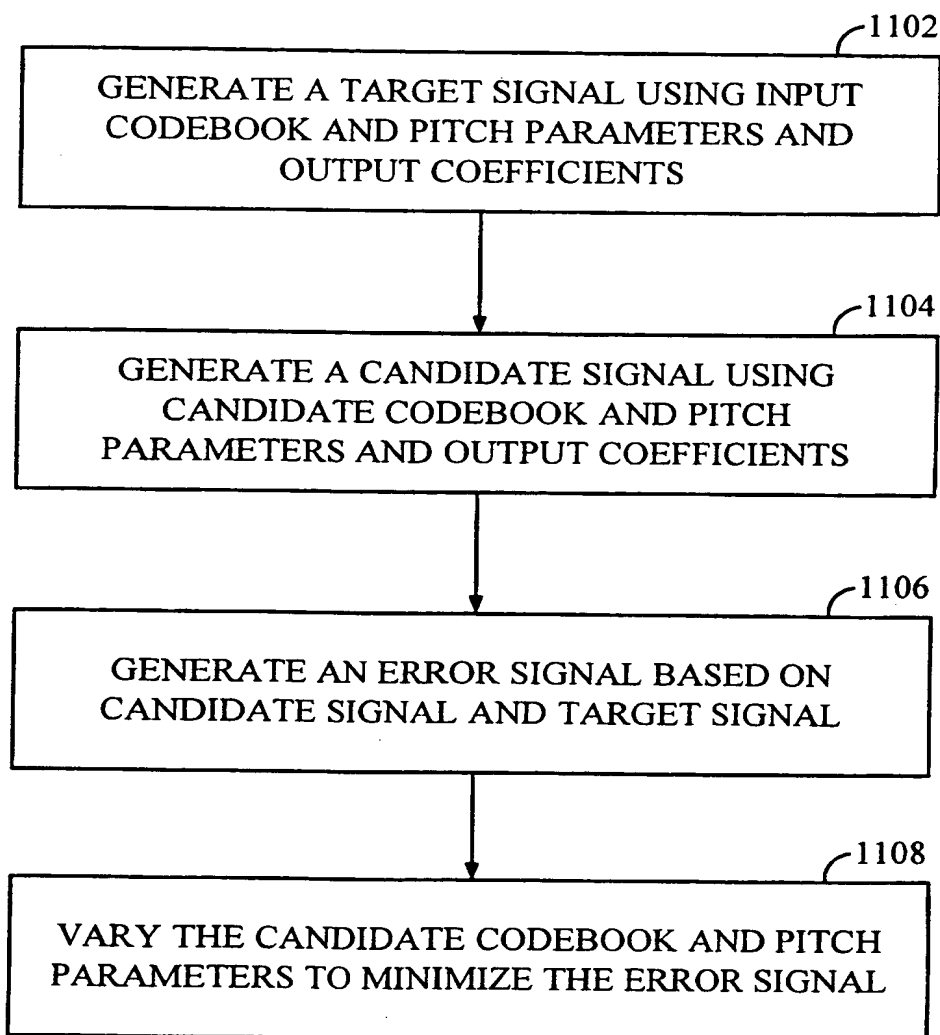 1102
GENERATE A TARGET SIGNAL USING INPUT
CODEBOOK AND PITCH PARAMETERS AND
OUTPUT COEFFICIENTS
1104
GENERATE A CANDIDATE SIGNAL USING
CANDIDATE CODEBOOK AND PITCH
PARAMETERS AND OUTPUT COEFFICIENTS
1106
GENERATE AN ERROR SIGNAL BASED ON
CANDIDATE SIGNAL AND TARGET SIGNAL
1108
VARY THE CANDIDATE CODEBOOK AND PITCH
PARAMETERS TO MINIMIZE THE ERROR SIGNAL